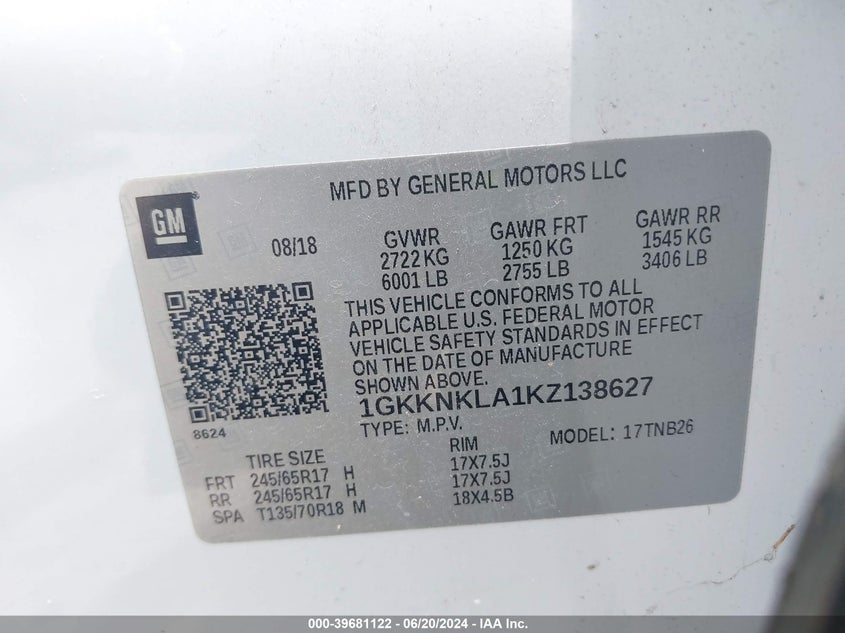 MFD BY GENERAL MOTORS LLC
GM
08/18
GVWR
2722 KG
6001 LB
GAWR FRT
1250 KG
2755 LB
GAWR RR
1545 KG
3406 LB
THIS VEHICLE CONFORMS TO ALL
APPLICABLE U.S. FEDERAL MOTOR
VEHICLE SAFETY STANDARDS IN EFFECT
ON THE DATE OF MANUFACTURE
SHOWN ABOVE.
8624
1GKKNKLA1KZ138627
TYPE: M.P.V.
MODEL: 17TNB26
TIRE SIZE RIM
FRT 245/65R17 H 17X7.5J
RR 245/65R17 H 17X7.5J
SPA T135/70R18 M 18X4.5B
000-39681122 - 06/20/2024 - IAA Inc.